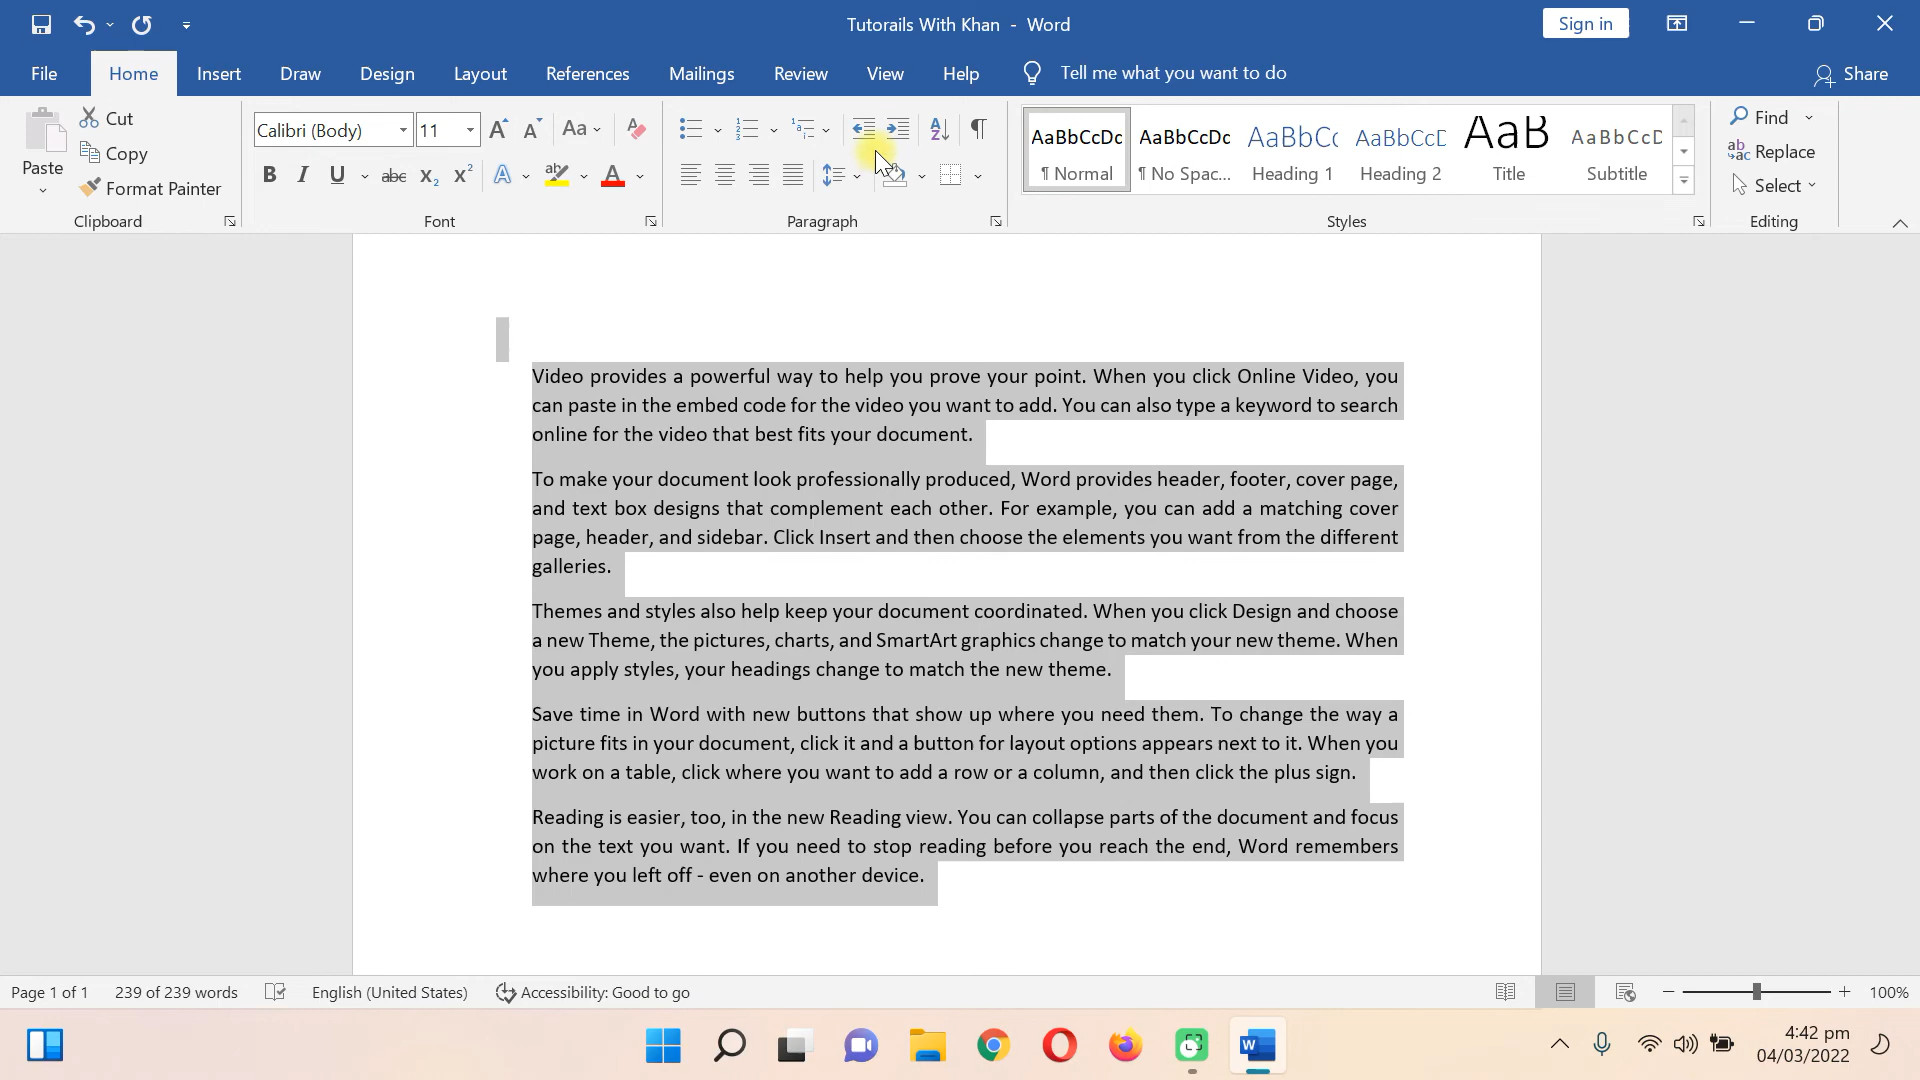 Tutorails With Khan - Word
Sign in
File Home Insert Draw Design Layout References Mailings Review View Help Tell me what you want to do Share
Paste
Cut
Copy
Format Painter
Clipboard
Calibri (Body) 11 A A Aa A
B I U abc x₂ x² A ab A
Font
Paragraph
AaBbCcDc AaBbCcDc AaBbC( AaBbCcE AaB AaBbCcD
¶ Normal ¶ No Spac... Heading 1 Heading 2 Title Subtitle
Styles
Find
Replace
Select
Editing
Video provides a powerful way to help you prove your point. When you click Online Video, you
can paste in the embed code for the video you want to add. You can also type a keyword to search
online for the video that best fits your document.
To make your document look professionally produced, Word provides header, footer, cover page,
and text box designs that complement each other. For example, you can add a matching cover
page, header, and sidebar. Click Insert and then choose the elements you want from the different
galleries.
Themes and styles also help keep your document coordinated. When you click Design and choose
a new Theme, the pictures, charts, and SmartArt graphics change to match your new theme. When
you apply styles, your headings change to match the new theme.
Save time in Word with new buttons that show up where you need them. To change the way a
picture fits in your document, click it and a button for layout options appears next to it. When you
work on a table, click where you want to add a row or a column, and then click the plus sign.
Reading is easier, too, in the new Reading view. You can collapse parts of the document and focus
on the text you want. If you need to stop reading before you reach the end, Word remembers
where you left off - even on another device.
Page 1 of 1 239 of 239 words English (United States) Accessibility: Good to go 100%
4:42 pm
04/03/2022